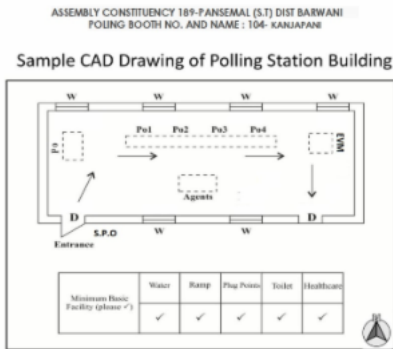 ASSEMBLY CONSTITUENCY 189-PANSEMAL (S.T) DIST BARWANI
POLING BOOTH NO. AND NAME : 104- KANJAPANI
Sample CAD Drawing of Polling Station Building
W W W W
Po1 Po2 Po3 Po4
Po
EVM
Agents
D D
S.P.O W W
Entrance
Minimum Basic Facility (please ✓) Water Ramp Plug Points Toilet Healthcare
✓ ✓ ✓ ✓ ✓